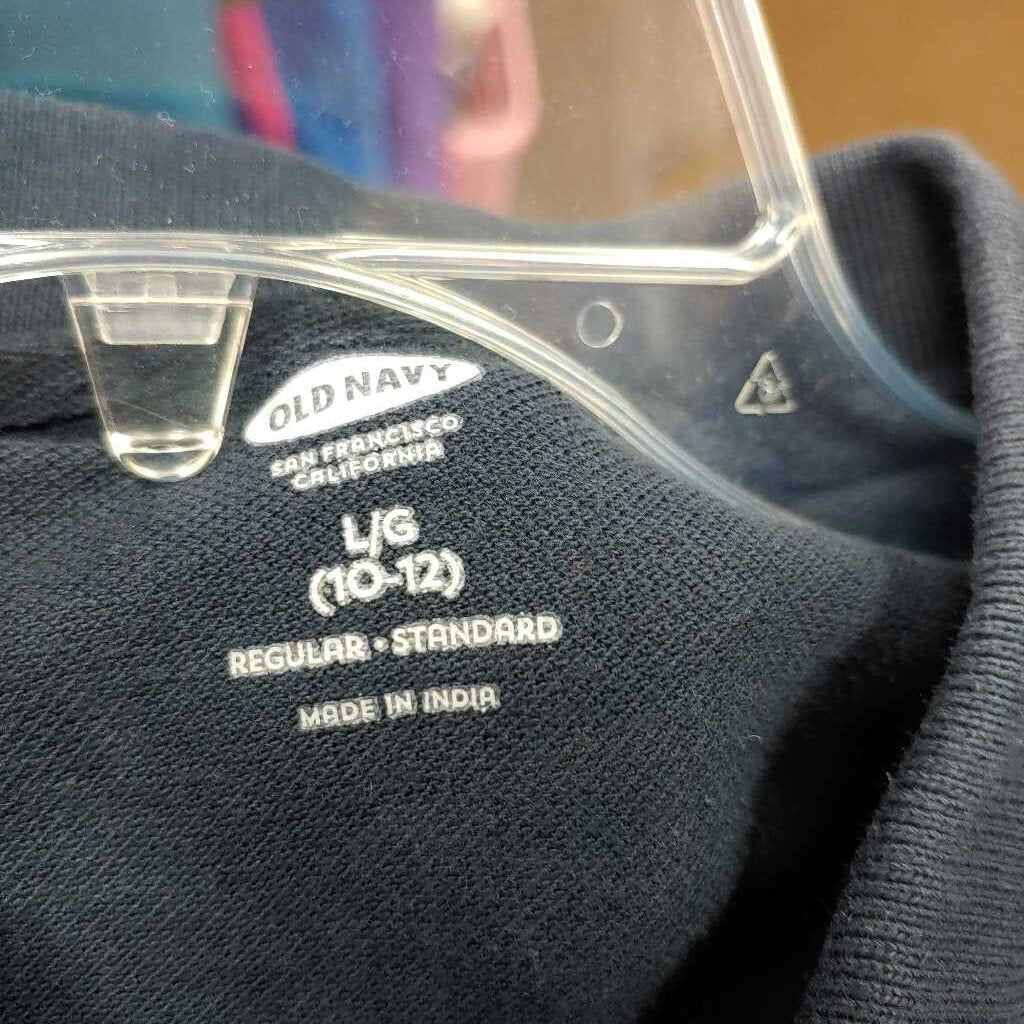 OLD NAVY
SAN FRANCISCO
CALIFORNIA
L/G
(10-12)
REGULAR • STANDARD
MADE IN INDIA